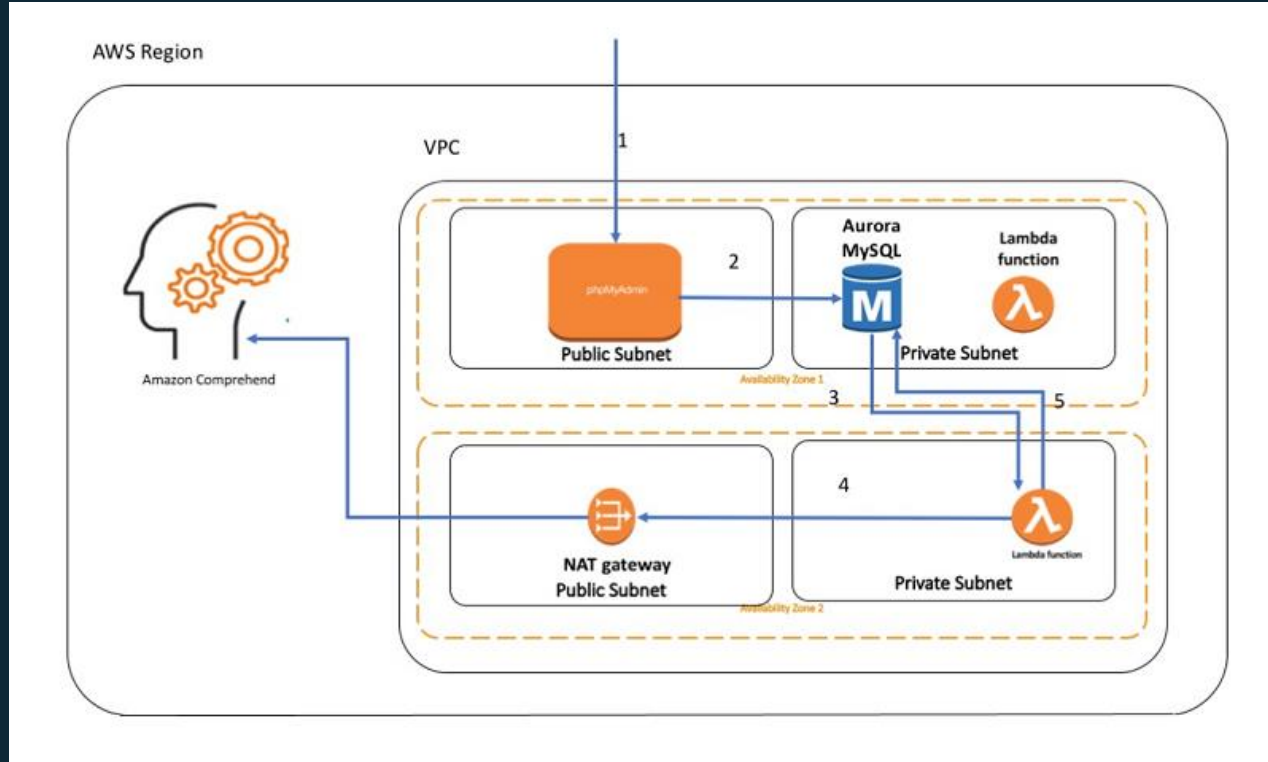 AWS Region
1
VPC
Aurora
MySQL
Lambda
function
2
phpMyAdmin
M
λ
Public Subnet
Private Subnet
Amazon Comprehend
Availability Zone 1
3
5
4
λ
Lambda function
NAT gateway
Public Subnet
Private Subnet
Availability Zone 2